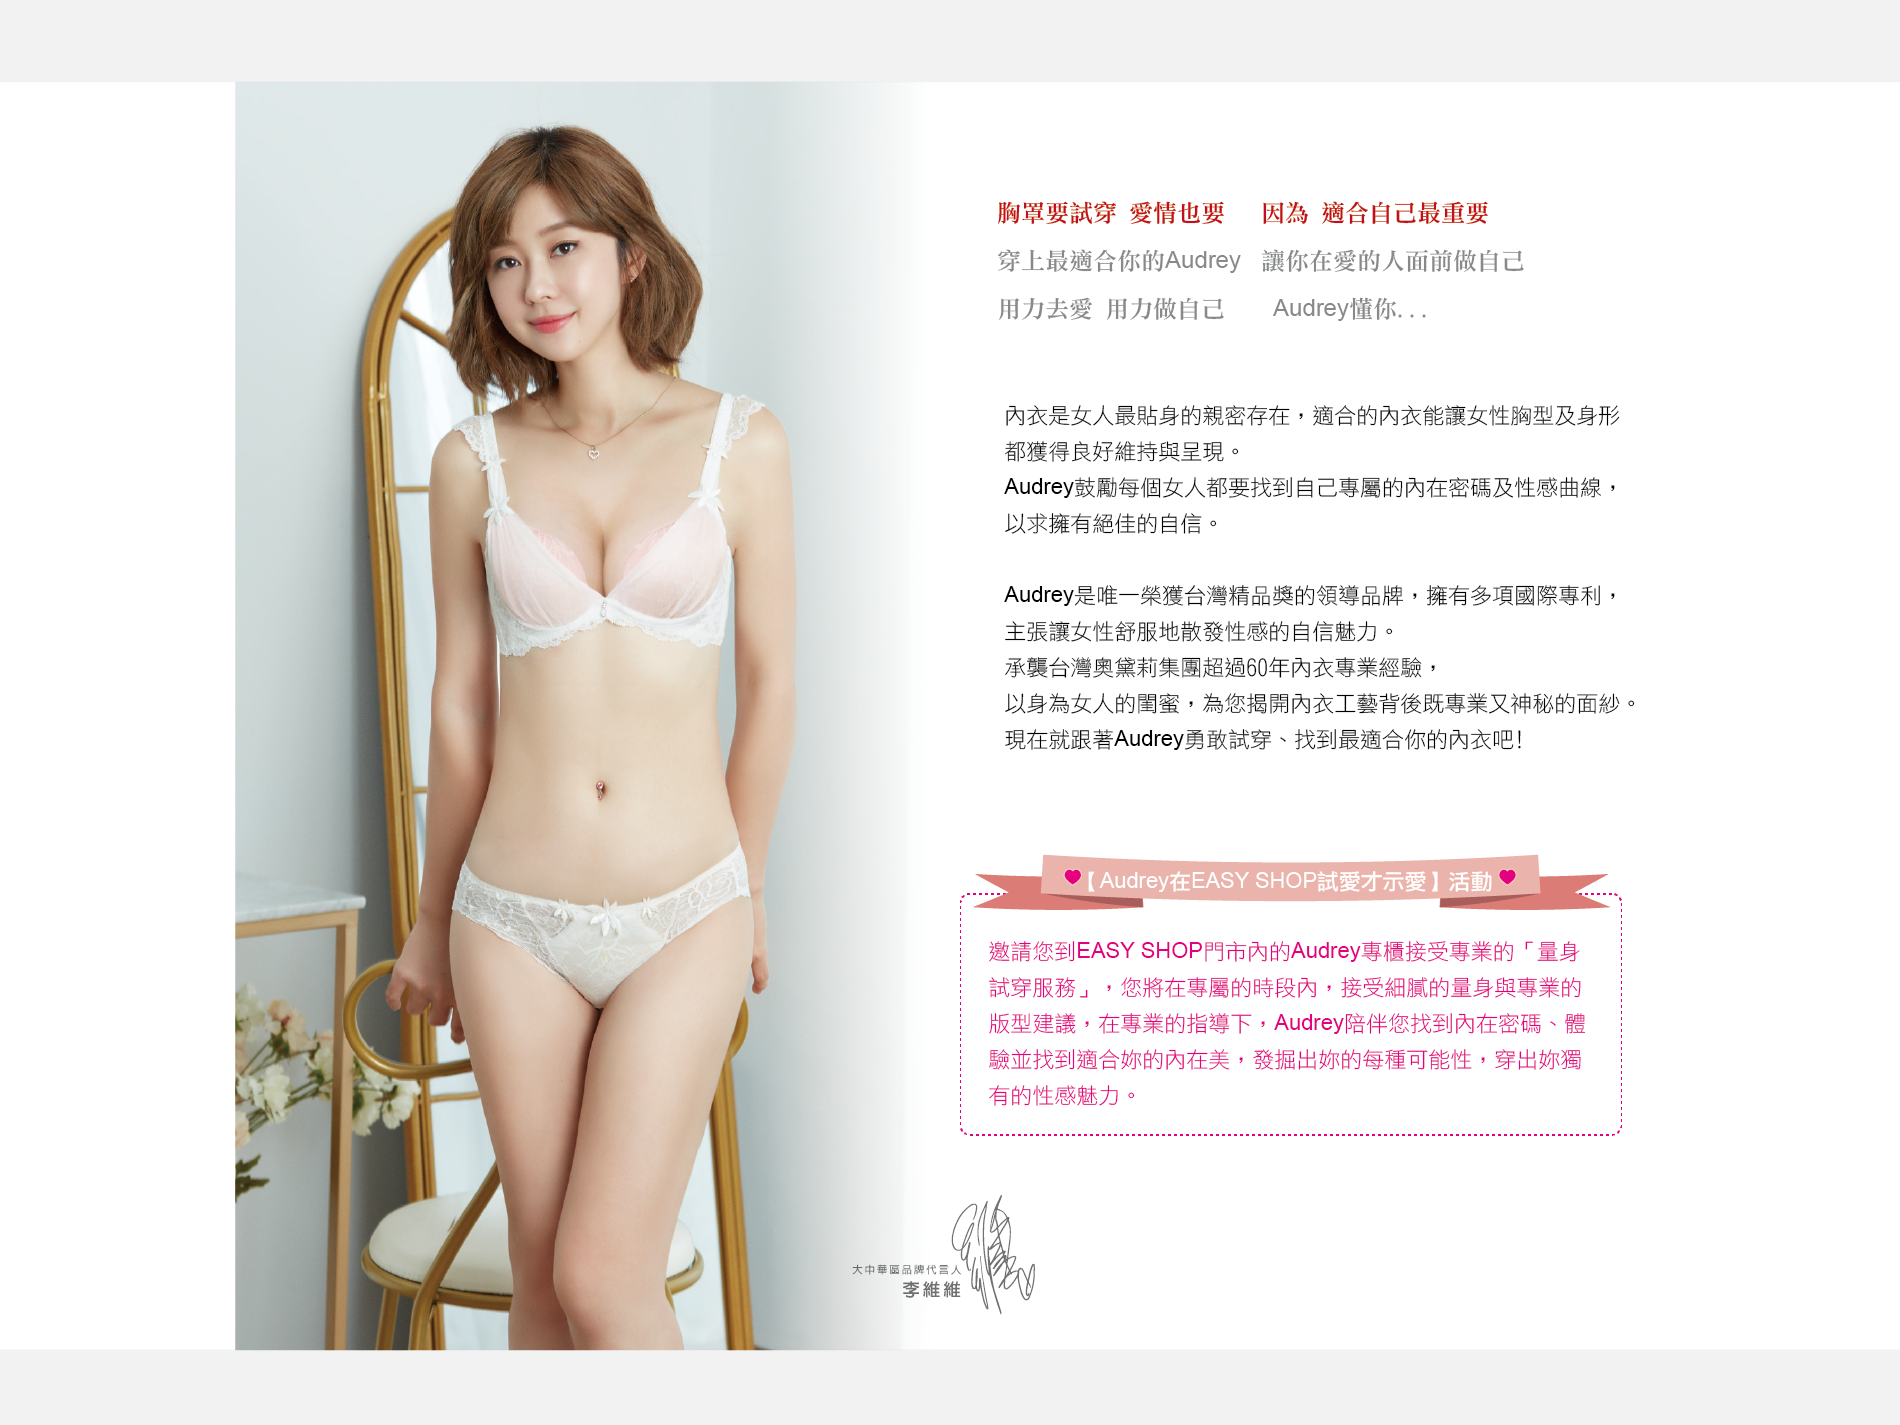 胸罩要試穿 愛情也要 因為 適合自己最重要
穿上最適合你的Audrey 讓你在愛的人面前做自己
用力去愛 用力做自己 Audrey懂你...
內衣是女人最貼身的親密存在，適合的內衣能讓女性胸型及身形
都獲得良好維持與呈現。
Audrey鼓勵每個女人都要找到自己專屬的內在密碼及性感曲線，
以求擁有絕佳的自信。
Audrey是唯一榮獲台灣精品獎的領導品牌，擁有多項國際專利，
主張讓女性舒服地散發性感的自信魅力。
承襲台灣奧黛莉集團超過60年內衣專業經驗，
以身為女人的閨蜜，為您揭開內衣工藝背後既專業又神秘的面紗。
現在就跟著Audrey勇敢試穿、找到最適合你的內衣吧！
【Audrey在EASY SHOP試愛才示愛】活動
邀請您到EASY SHOP門市內的Audrey專櫃接受專業的「量身
試穿服務」，您將在專屬的時段內，接受細膩的量身與專業的
版型建議，在專業的指導下，Audrey陪伴您找到內在密碼、體
驗並找到適合妳的內在美，發掘出妳的每種可能性，穿出妳獨
有的性感魅力。
大中華區品牌代言人
李維維